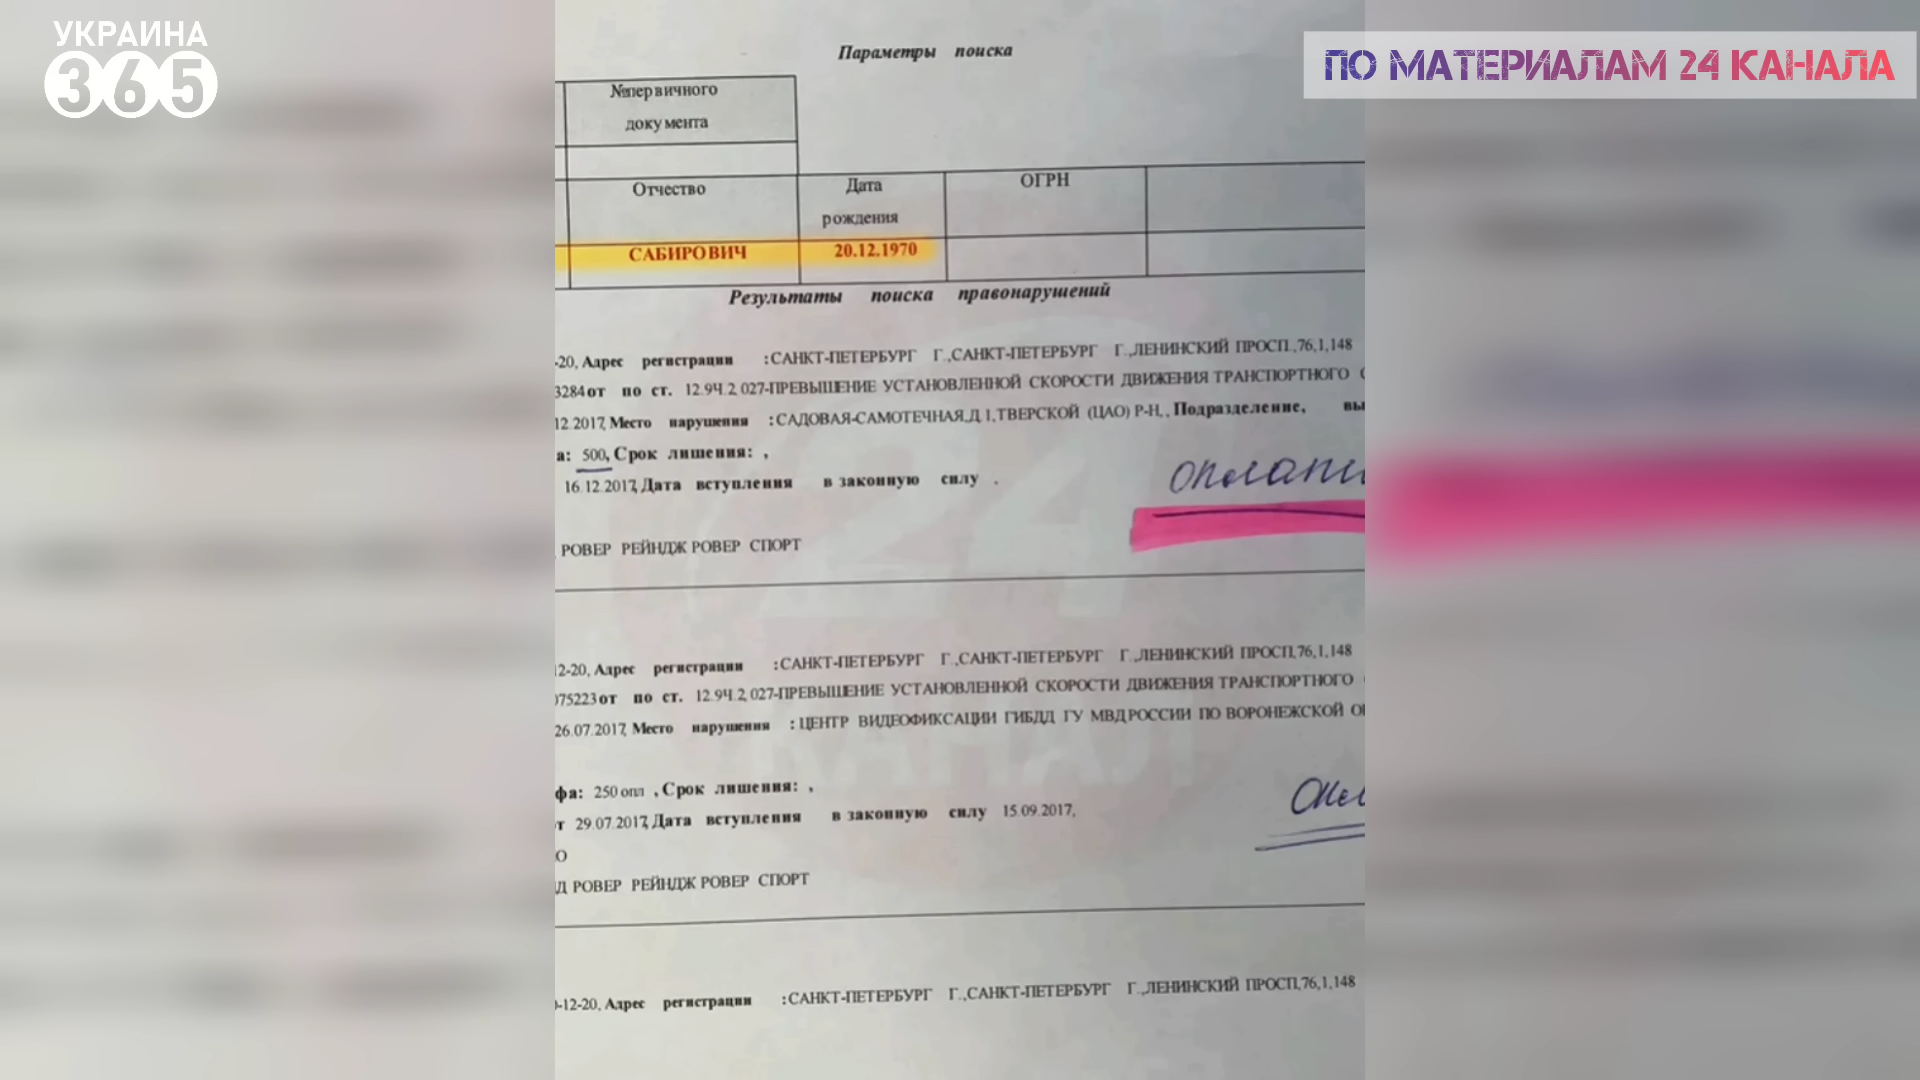 УКРАИНА
365
ПО МАТЕРИАЛАМ 24 КАНАЛА
Параметры поиска
№первичного
документа
Отчество
Дата
рождения
ОГРН
САБИРОВИЧ 20.12.1970
Результаты поиска правонарушений
-20, Адрес регистрации :САНКТ-ПЕТЕРБУРГ Г.,САНКТ-ПЕТЕРБУРГ Г.,ЛЕНИНСКИЙ ПРОСП.,76,1,148
3284от по ст. 12.9Ч.2, 027-ПРЕВЫШЕНИЕ УСТАНОВЛЕННОЙ СКОРОСТИ ДВИЖЕНИЯ ТРАНСПОРТНОГО
12.2017, Место нарушения :САДОВАЯ-САМОТЕЧНАЯ,Д.1,ТВЕРСКОЙ (ЦАО) Р-Н, , Подразделение, вы
а: 500, Срок лишения: ,
16.12.2017, Дата вступления в законную силу .
РОВЕР РЕЙНДЖ РОВЕР СПОРТ
12-20, Адрес регистрации :САНКТ-ПЕТЕРБУРГ Г.,САНКТ-ПЕТЕРБУРГ Г.,ЛЕНИНСКИЙ ПРОСП,76,1,148
075223от по ст. 12.9Ч.2, 027-ПРЕВЫШЕНИЕ УСТАНОВЛЕННОЙ СКОРОСТИ ДВИЖЕНИЯ ТРАНСПОРТНОГО
26.07.2017, Место нарушения :ЦЕНТР ВИДЕОФИКСАЦИИ ГИБДД ГУ МВД РОССИИ ПО ВОРОНЕЖСКОЙ
фа: 250 опл , Срок лишения: ,
т 29.07.2017, Дата вступления в законную силу 15.09.2017,
О
Д РОВЕР РЕЙНДЖ РОВЕР СПОРТ
0-12-20, Адрес регистрации :САНКТ-ПЕТЕРБУРГ Г.,САНКТ-ПЕТЕРБУРГ Г.,ЛЕНИНСКИЙ ПРОСП,76,1,148
24
КАНАЛ